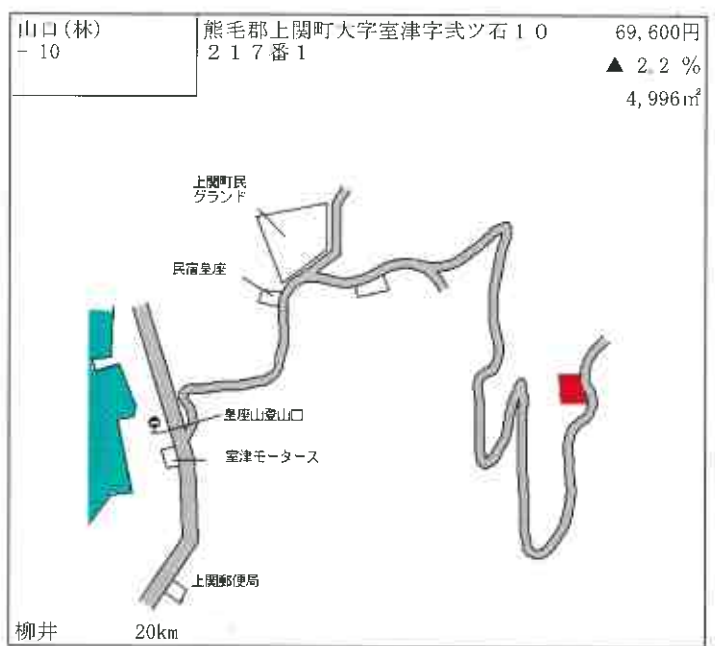 山口(林)
- 10
熊毛郡上関町大字室津字弐ツ石10
217番1
69,600円
▲ 2.2 %
4,996㎡
上関町民
グランド
民宿皇座
皇座山登山口
室津モータース
上関郵便局
柳井 20km